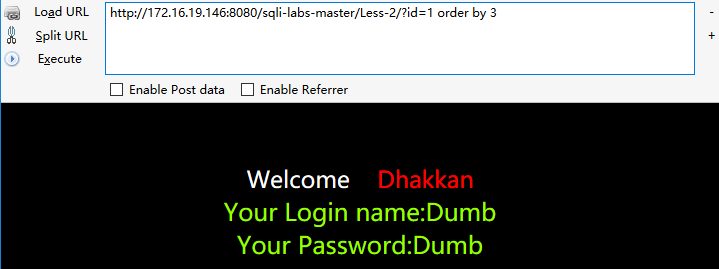 Load URL
http://172.16.19.146:8080/sqli-labs-master/Less-2/?id=1 order by 3
-
Split URL
+
Execute
Enable Post data Enable Referrer
Welcome Dhakkan
Your Login name:Dumb
Your Password:Dumb